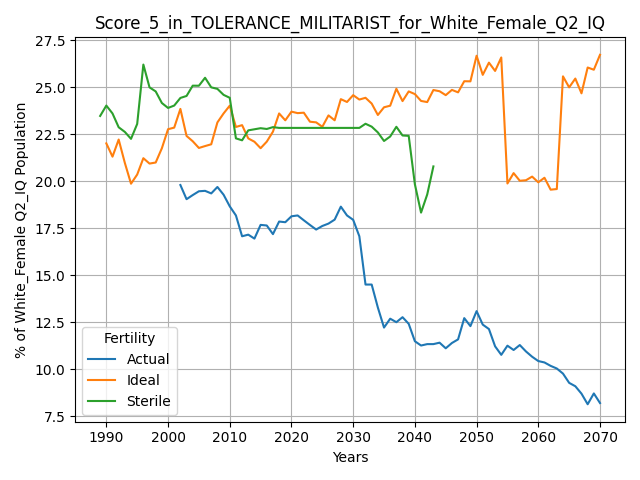 Score_5_in_TOLERANCE_MILITARIST_for_White_Female_Q2_IQ
% of White_Female Q2_IQ Population
27.5
25.0
22.5
20.0
17.5
15.0
12.5
10.0
7.5
Fertility
Actual
Ideal
Sterile
1990 2000 2010 2020 2030 2040 2050 2060 2070
Years